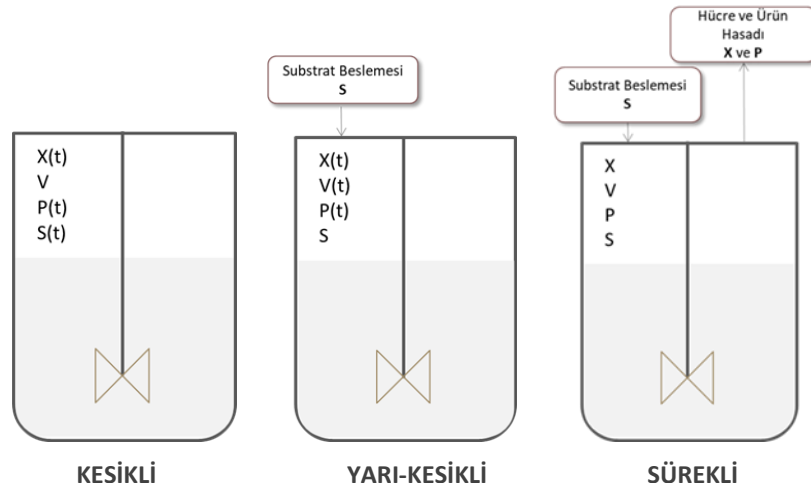 Hücre ve Ürün
Hasadı
X ve P
Substrat Beslemesi
S
Substrat Beslemesi
S
X(t)
V
P(t)
S(t)
X(t)
V(t)
P(t)
S
X
V
P
S
KESİKLİ
YARI-KESİKLİ
SÜREKLİ